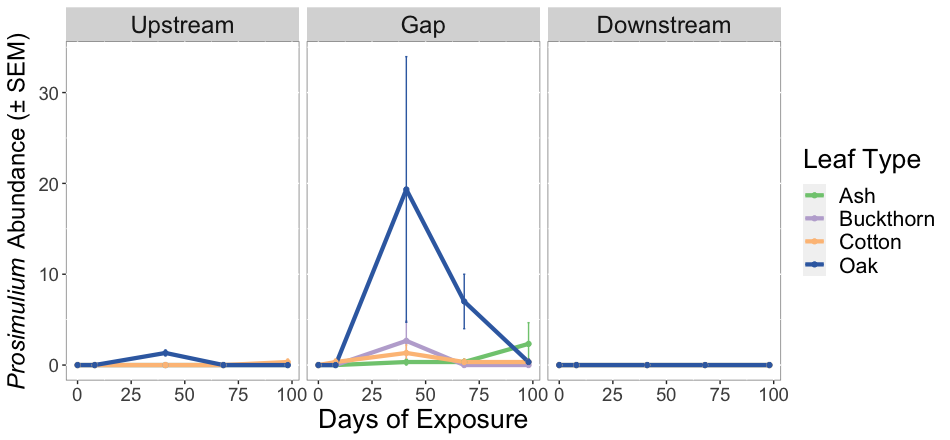 Upstream Gap Downstream
Prosimulium Abundance (± SEM)
30
20
10
0
0 25 50 75 100 0 25 50 75 100 0 25 50 75 100
Days of Exposure
Leaf Type
Ash
Buckthorn
Cotton
Oak